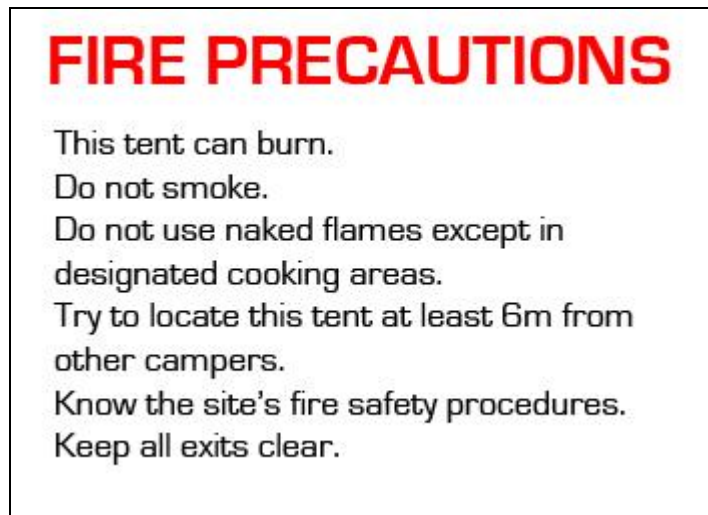 FIRE PRECAUTIONS
This tent can burn.
Do not smoke.
Do not use naked flames except in
designated cooking areas.
Try to locate this tent at least 6m from
other campers.
Know the site's fire safety procedures.
Keep all exits clear.